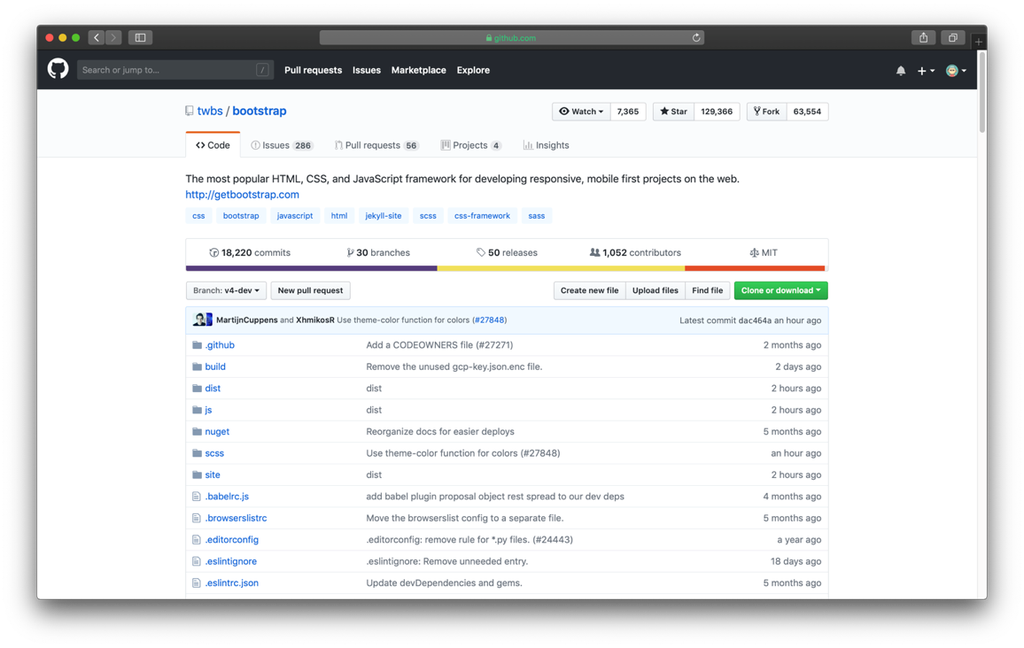 github.com
Search or jump to... / Pull requests Issues Marketplace Explore
twbs / bootstrap Watch 7,365 Star 129,366 Fork 63,554
Code Issues 286 Pull requests 56 Projects 4 Insights
The most popular HTML, CSS, and JavaScript framework for developing responsive, mobile first projects on the web.
http://getbootstrap.com
css bootstrap javascript html jekyll-site scss css-framework sass
18,220 commits 30 branches 50 releases 1,052 contributors MIT
Branch: v4-dev New pull request Create new file Upload files Find file Clone or download
MartijnCuppens and XhmikosR Use theme-color function for colors (#27848) Latest commit dac464a an hour ago
.github Add a CODEOWNERS file (#27271) 2 months ago
build Remove the unused gcp-key.json.enc file. 2 days ago
dist dist 2 hours ago
js dist 2 hours ago
nuget Reorganize docs for easier deploys 5 months ago
scss Use theme-color function for colors (#27848) an hour ago
site dist 2 hours ago
.babelrc.js add babel plugin proposal object rest spread to our dev deps 4 months ago
.browserslistrc Move the browserslist config to a separate file. 5 months ago
.editorconfig .editorconfig: remove rule for *.py files. (#24443) a year ago
.eslintignore .eslintignore: Remove unneeded entry. 18 days ago
.eslintrc.json Update devDependencies and gems. 5 months ago